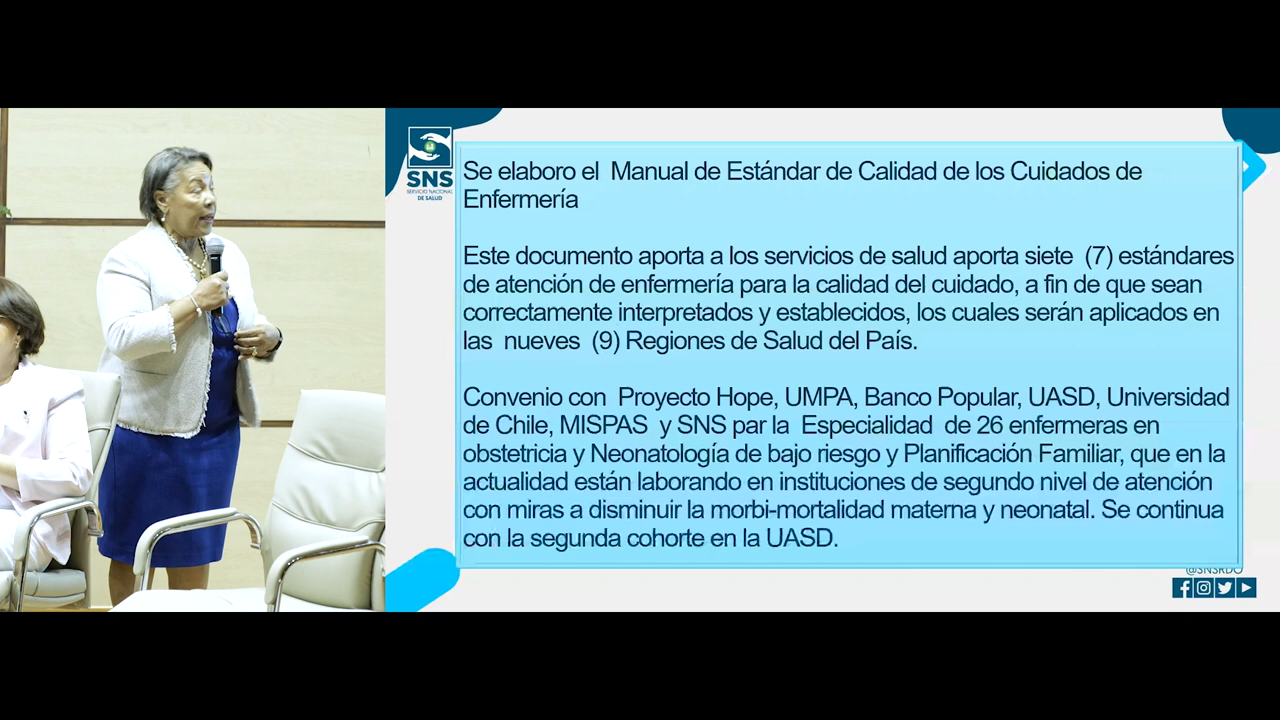 SNS
SERVICIO NACIONAL
DE SALUD
Se elaboro el  Manual de Estándar de Calidad de los Cuidados de
Enfermería
Este documento aporta a los servicios de salud aporta siete  (7) estándares
de atención de enfermería para la calidad del cuidado, a fin de que sean
correctamente interpretados y establecidos, los cuales serán aplicados en
las  nueves  (9) Regiones de Salud del País.
Convenio con  Proyecto Hope, UMPA, Banco Popular, UASD, Universidad
de Chile, MISPAS  y SNS par la  Especialidad  de 26 enfermeras en
obstetricia y Neonatología de bajo riesgo y Planificación Familiar, que en la
actualidad están laborando en instituciones de segundo nivel de atención
con miras a disminuir la morbi-mortalidad materna y neonatal. Se continua
con la segunda cohorte en la UASD.
@SNSRDO